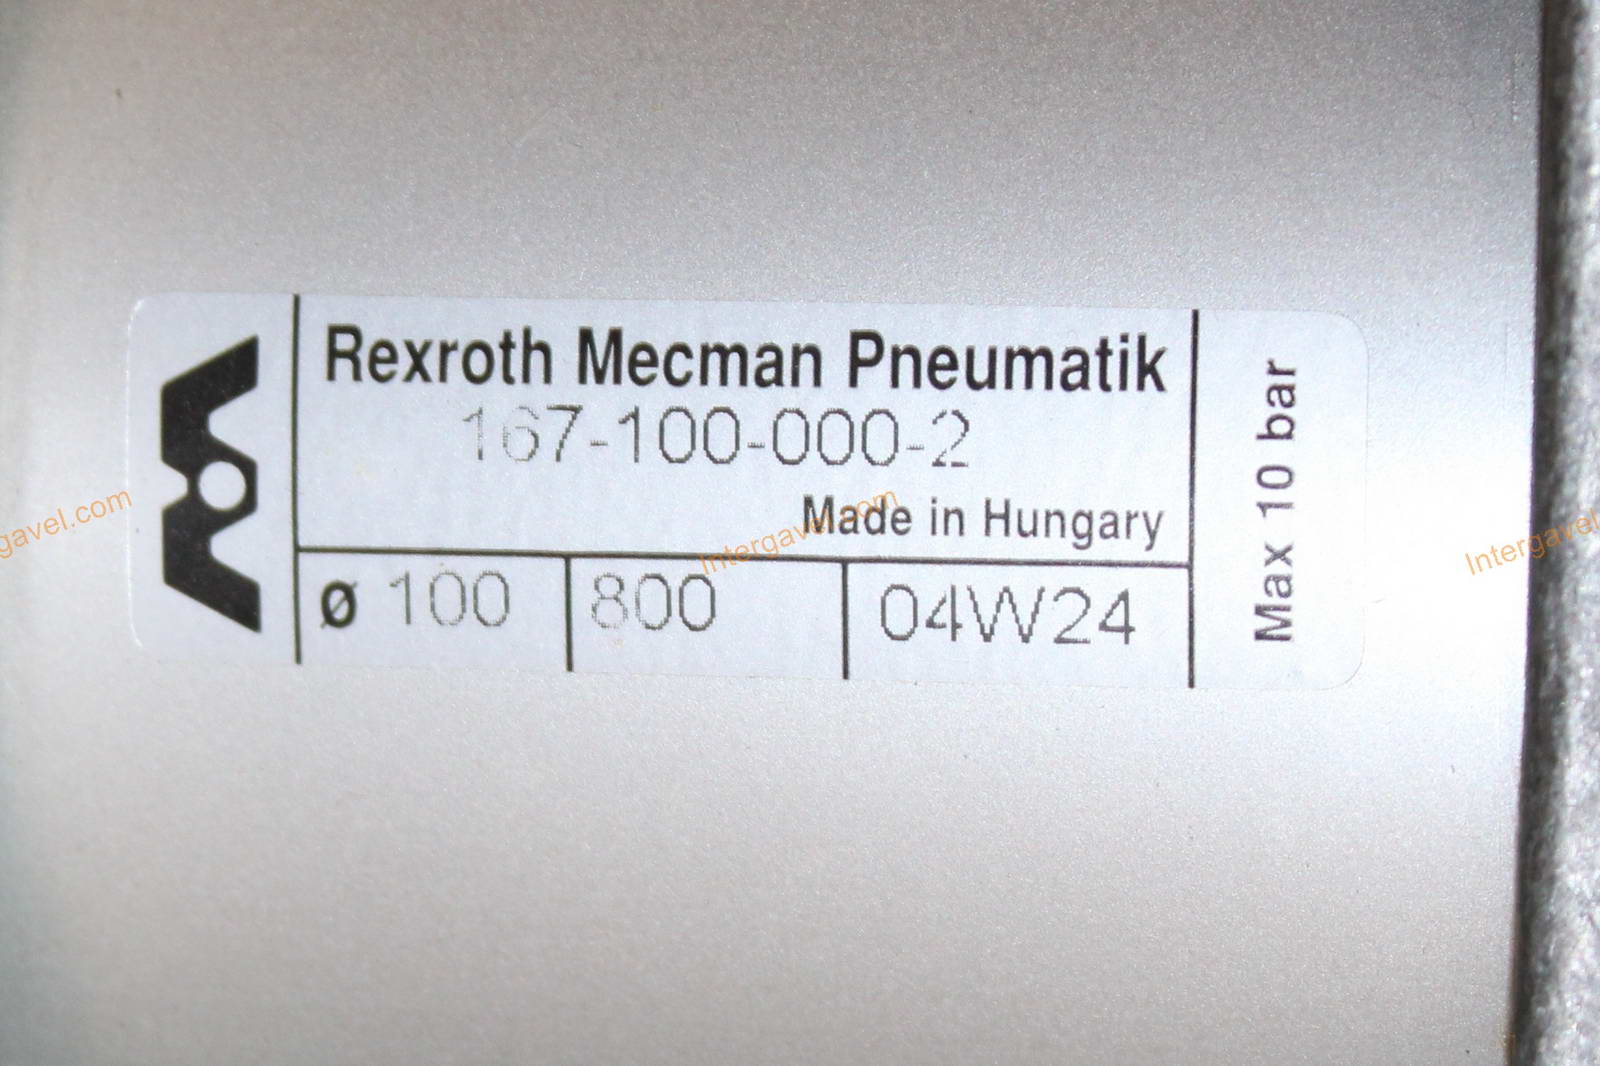 Rexroth Mecman Pneumatik
167-100-000-2
Made in Hungary
ø 100
800
04W24
Max 10 bar
gavel.com
Intergavel.com
Intergavel